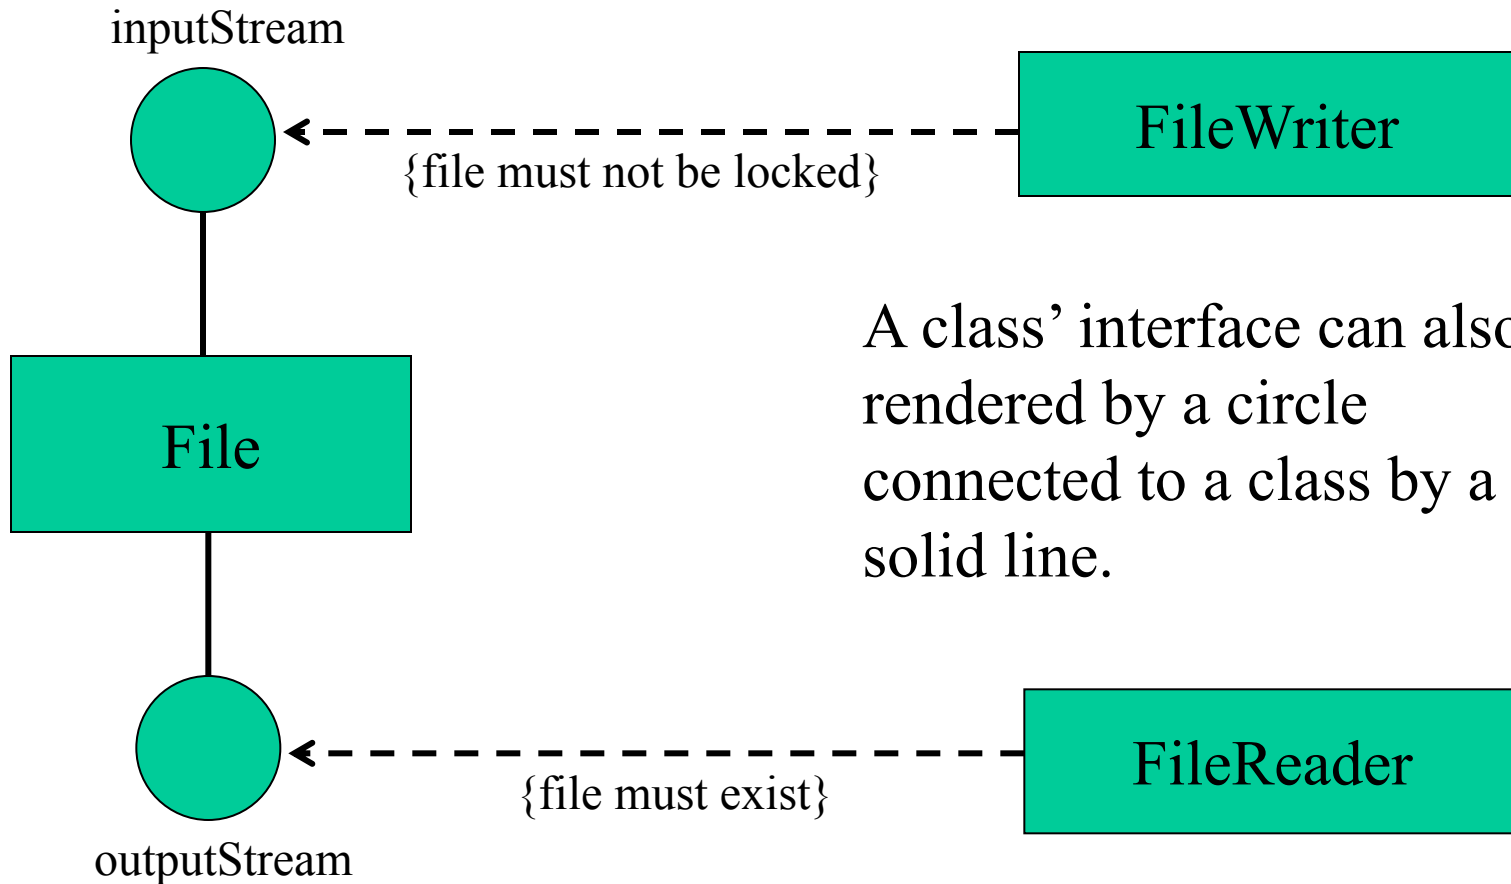 inputStream
FileWriter
{file must not be locked}
A class’ interface can also
rendered by a circle
connected to a class by a
solid line.
File
FileReader
{file must exist}
outputStream